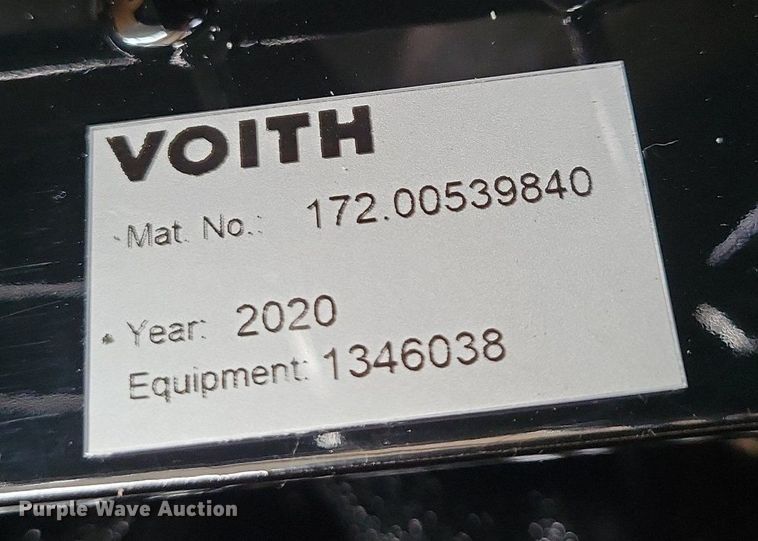 VOITH
Mat. No.: 172.00539840
Year: 2020
Equipment: 1346038
Purple Wave Auction